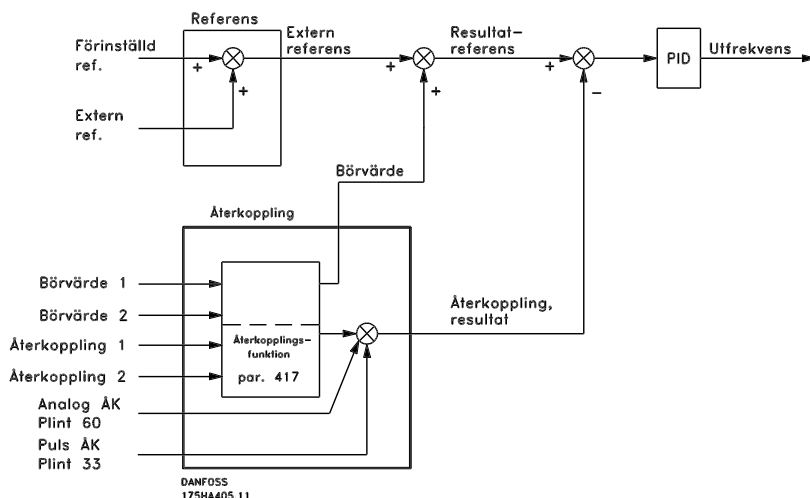 Referens
Förinställd
ref.
Extern
ref.
Extern
referens
Resultat-
referens
PID
Utfrekvens
+
+
+
+
+
−
Börvärde
Återkoppling
Börvärde 1
Börvärde 2
Återkoppling 1
Återkoppling 2
Återkopplings-
funktion
par. 417
Återkoppling,
resultat
Analog ÅK
Plint 60
Puls ÅK
Plint 33
DANFOSS
175HA405.11